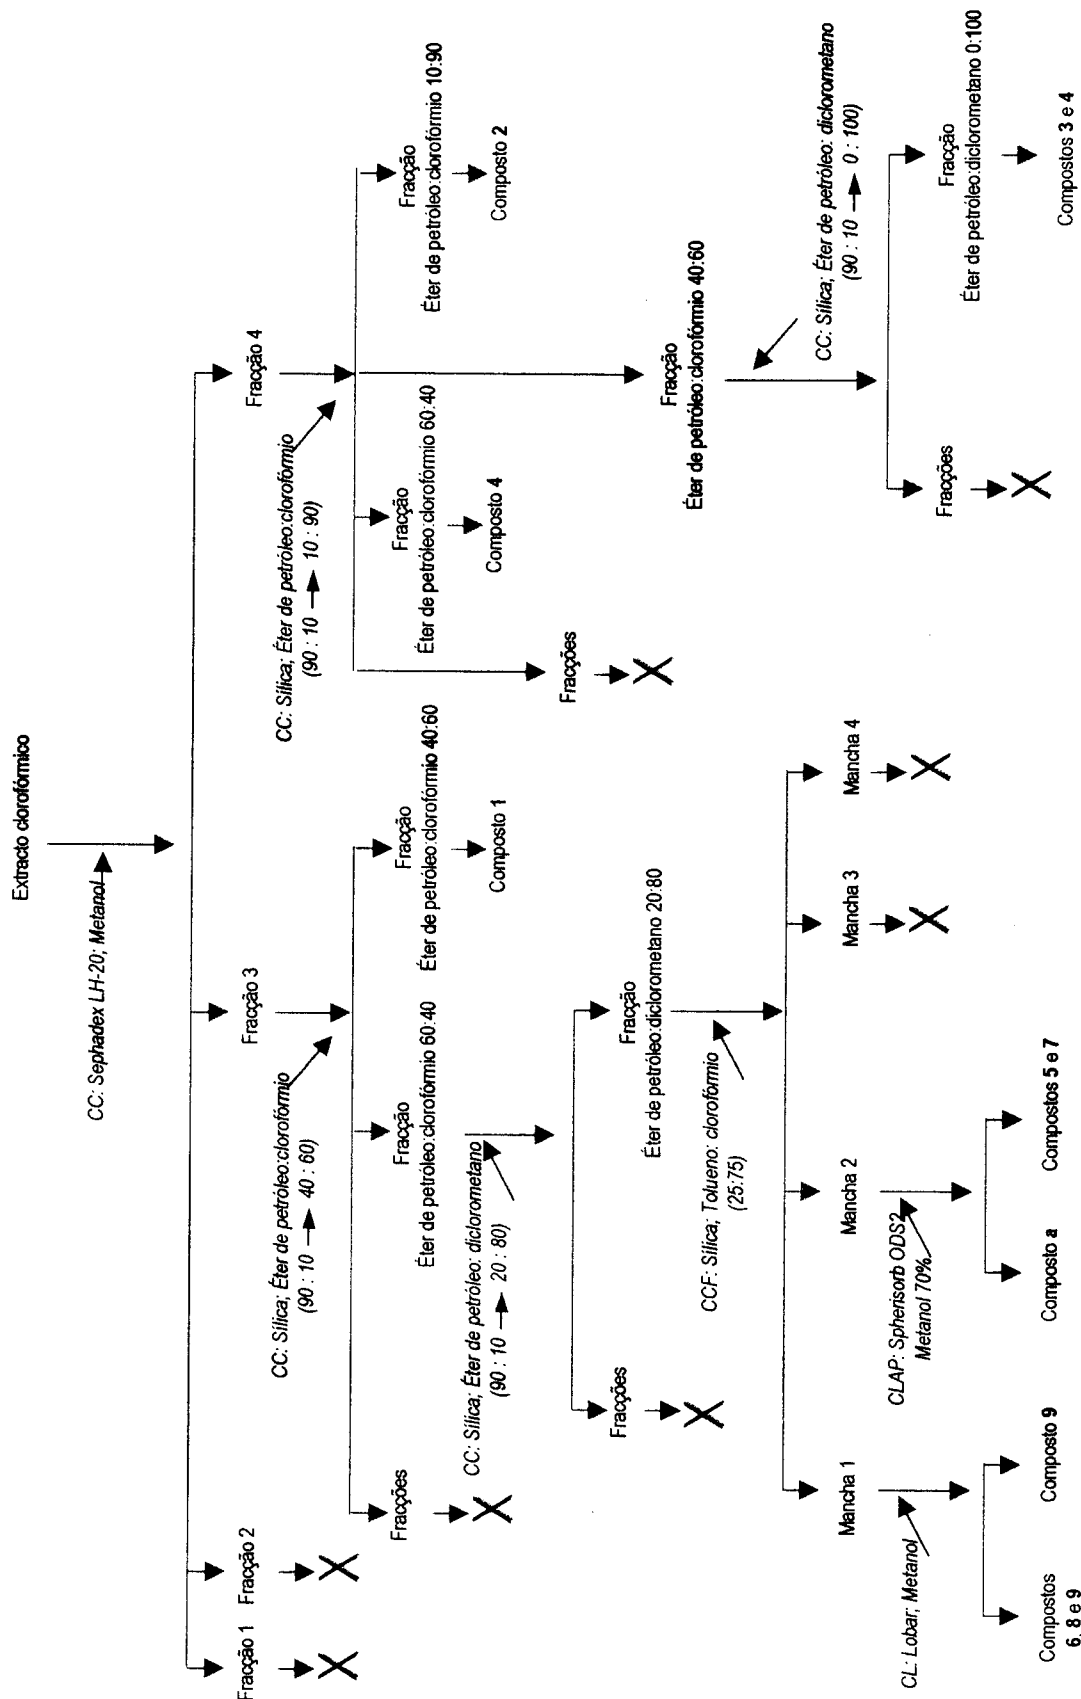 Extracto clorofórmico
CC: Sephadex LH-20; Metanol
Fracção 1
Fracção 2
Fracção 3
Fracção 4
CC: Sílica; Éter de petróleo:clorofórmio
(90 : 10 → 40 : 60)
CC: Sílica; Éter de petróleo:clorofórmio
(90 : 10 → 10 : 90)
Fracções
Fracção
Éter de petróleo:clorofórmio 60:40
Fracção
Éter de petróleo:clorofórmio 40:60
Composto 1
Fracções
Fracção
Éter de petróleo:clorofórmio 60:40
Composto 4
Fracção
Éter de petróleo:clorofórmio 10:90
Composto 2
Fracção
Éter de petróleo:clorofórmio 40:60
CC: Sílica; Éter de petróleo: diclorometano
(90 : 10 → 20 : 80)
Fracções
Fracção
Éter de petróleo:diclorometano 20:80
CC: Sílica; Éter de petróleo: diclorometano
(90 : 10 → 0 : 100)
Fracções
Fracção
Éter de petróleo:diclorometano 0:100
Compostos 3 e 4
CCF: Sílica; Tolueno: clorofórmio
(25:75)
Mancha 1
Mancha 2
Mancha 3
Mancha 4
CL: Lobar; Metanol
CLAP: Spherisorb ODS2
Metanol 70%
Compostos
6, 8 e 9
Composto 9
Composto a
Compostos 5 e 7